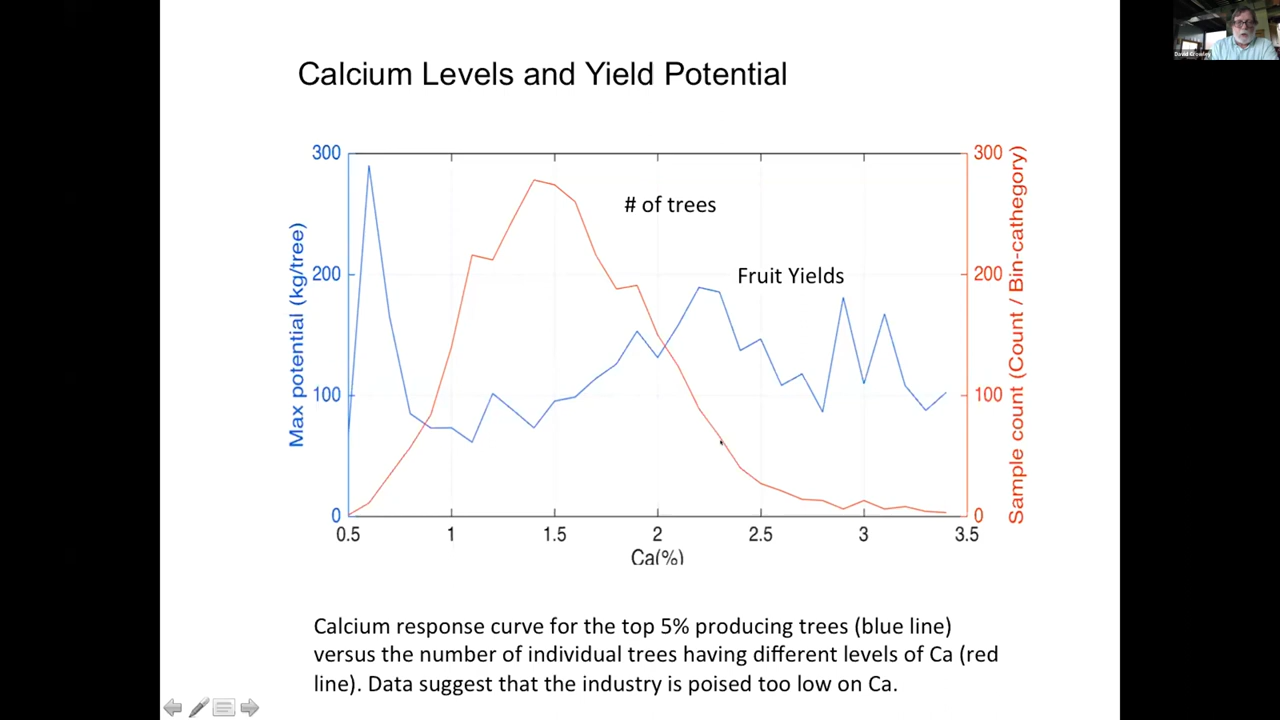 David Crowley
Calcium Levels and Yield Potential
300
200
100
0
Max potential (kg/tree)
# of trees
Fruit Yields
300
200
100
0
Sample count (Count / Bin-cathegory)
0.5 1 1.5 2 2.5 3 3.5
Ca(%)
Calcium response curve for the top 5% producing trees (blue line)
versus the number of individual trees having different levels of Ca (red
line). Data suggest that the industry is poised too low on Ca.